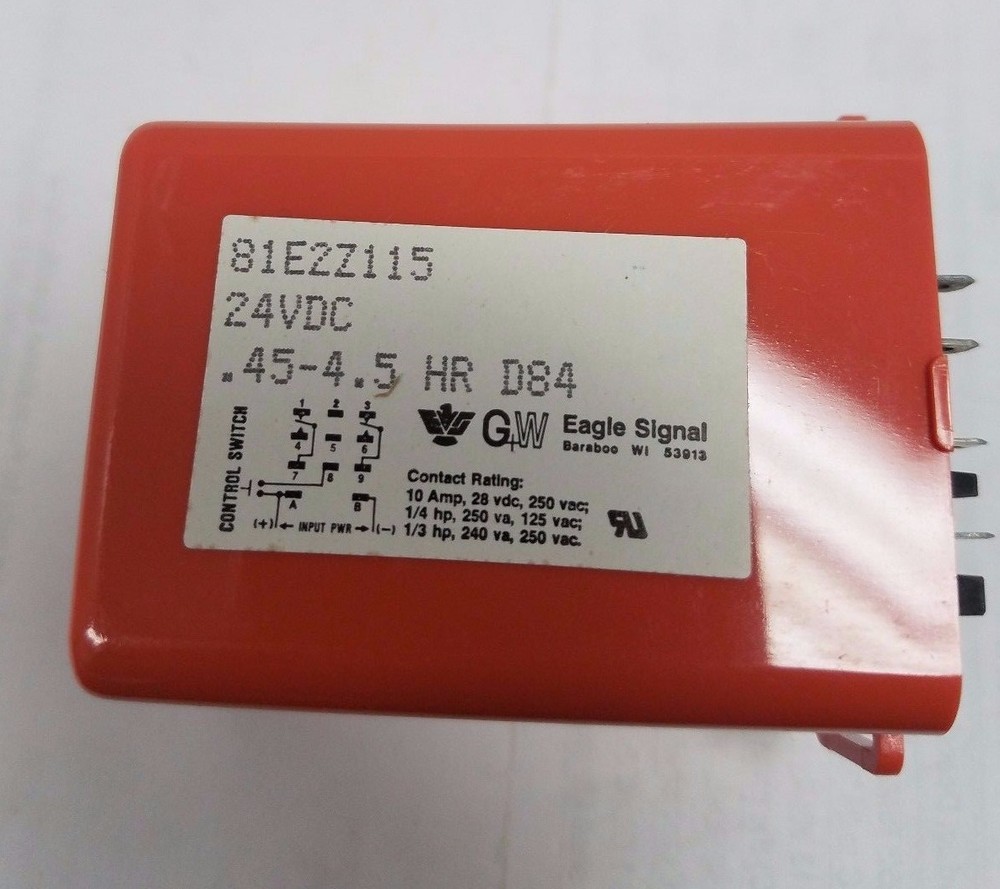 81E2Z115
24VDC
.45-4.5 HR D84
CONTROL SWITCH
1 2 3
4 5 6
7 8 9
A B
(+) INPUT PWR (-)
G+W Eagle Signal
Baraboo WI 53913
Contact Rating:
10 Amp, 28 vdc, 250 vac;
1/4 hp, 250 va, 125 vac;
1/3 hp, 240 va, 250 vac.
RU